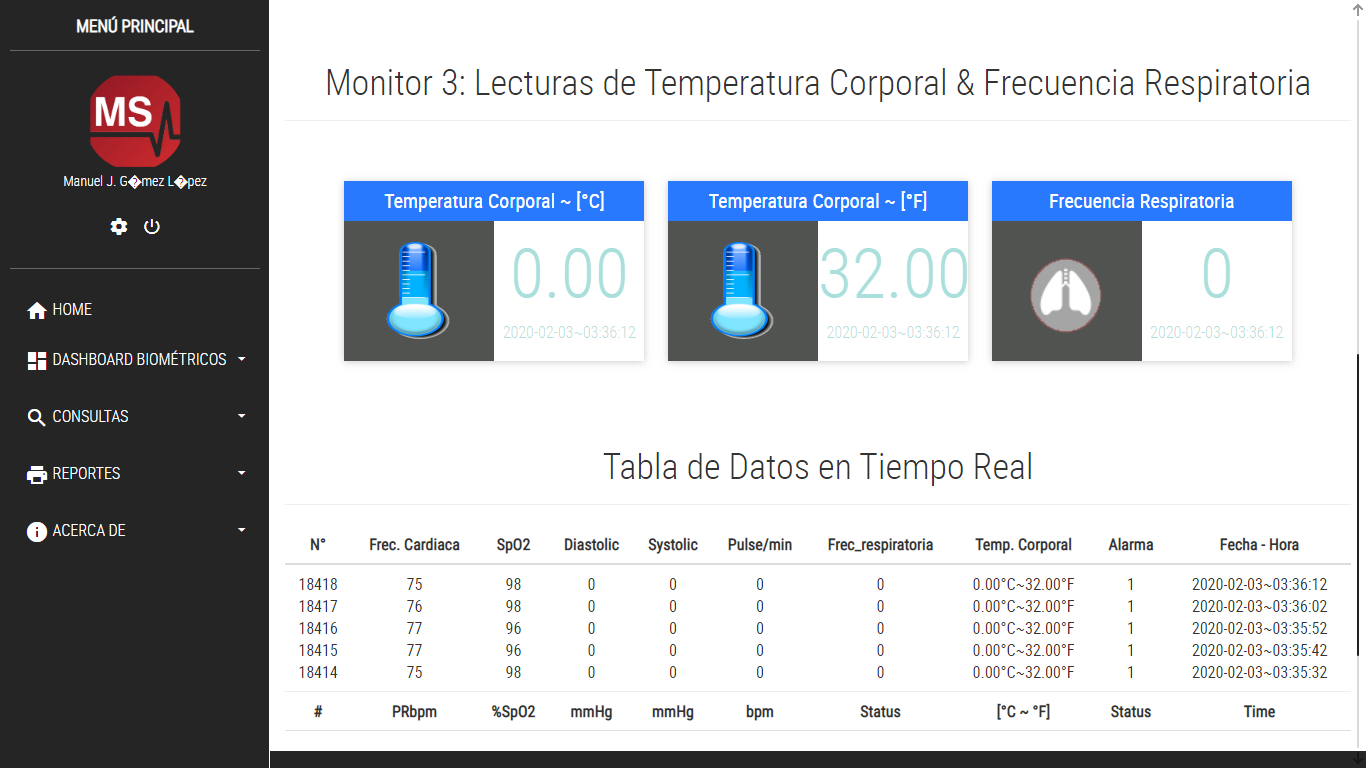 MENÚ PRINCIPAL
MS
Manuel J. G�mez L�pez
HOME
DASHBOARD BIOMÉTRICOS
CONSULTAS
REPORTES
ACERCA DE
Monitor 3: Lecturas de Temperatura Corporal & Frecuencia Respiratoria
Temperatura Corporal ~ [°C]
0.00
2020-02-03~03:36:12
Temperatura Corporal ~ [°F]
32.00
2020-02-03~03:36:12
Frecuencia Respiratoria
0
2020-02-03~03:36:12
Tabla de Datos en Tiempo Real
N° Frec. Cardiaca SpO2 Diastolic Systolic Pulse/min Frec_respiratoria Temp. Corporal Alarma Fecha - Hora
18418 75 98 0 0 0 0 0.00°C~32.00°F 1 2020-02-03~03:36:12
18417 76 98 0 0 0 0 0.00°C~32.00°F 1 2020-02-03~03:36:02
18416 77 96 0 0 0 0 0.00°C~32.00°F 1 2020-02-03~03:35:52
18415 77 96 0 0 0 0 0.00°C~32.00°F 1 2020-02-03~03:35:42
18414 75 98 0 0 0 0 0.00°C~32.00°F 1 2020-02-03~03:35:32
# PRbpm %SpO2 mmHg mmHg bpm Status [°C ~ °F] Status Time